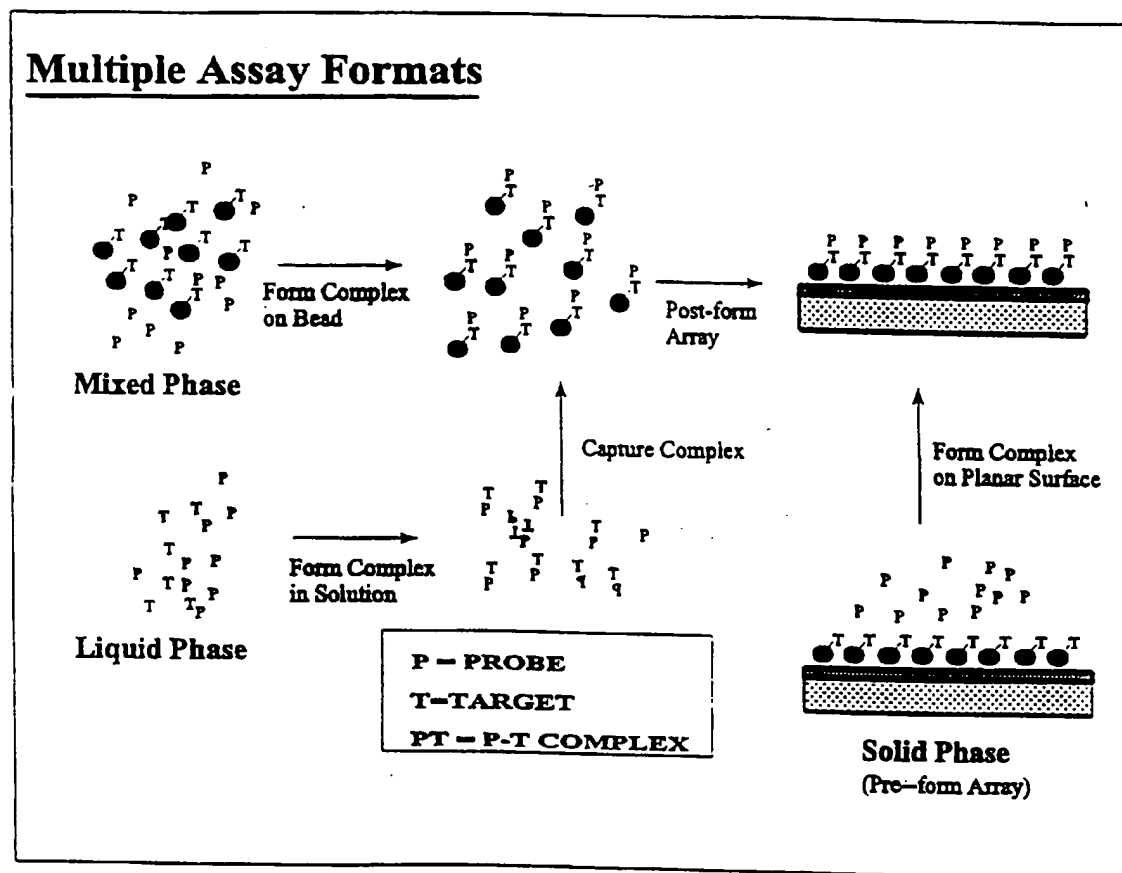 Multiple Assay Formats
Form Complex
on Bead
Post-form
Array
Mixed Phase
Capture Complex
Form Complex
on Planar Surface
Form Complex
in Solution
Liquid Phase
P – PROBE
T–TARGET
PT – P-T COMPLEX
Solid Phase
(Pre–form Array)